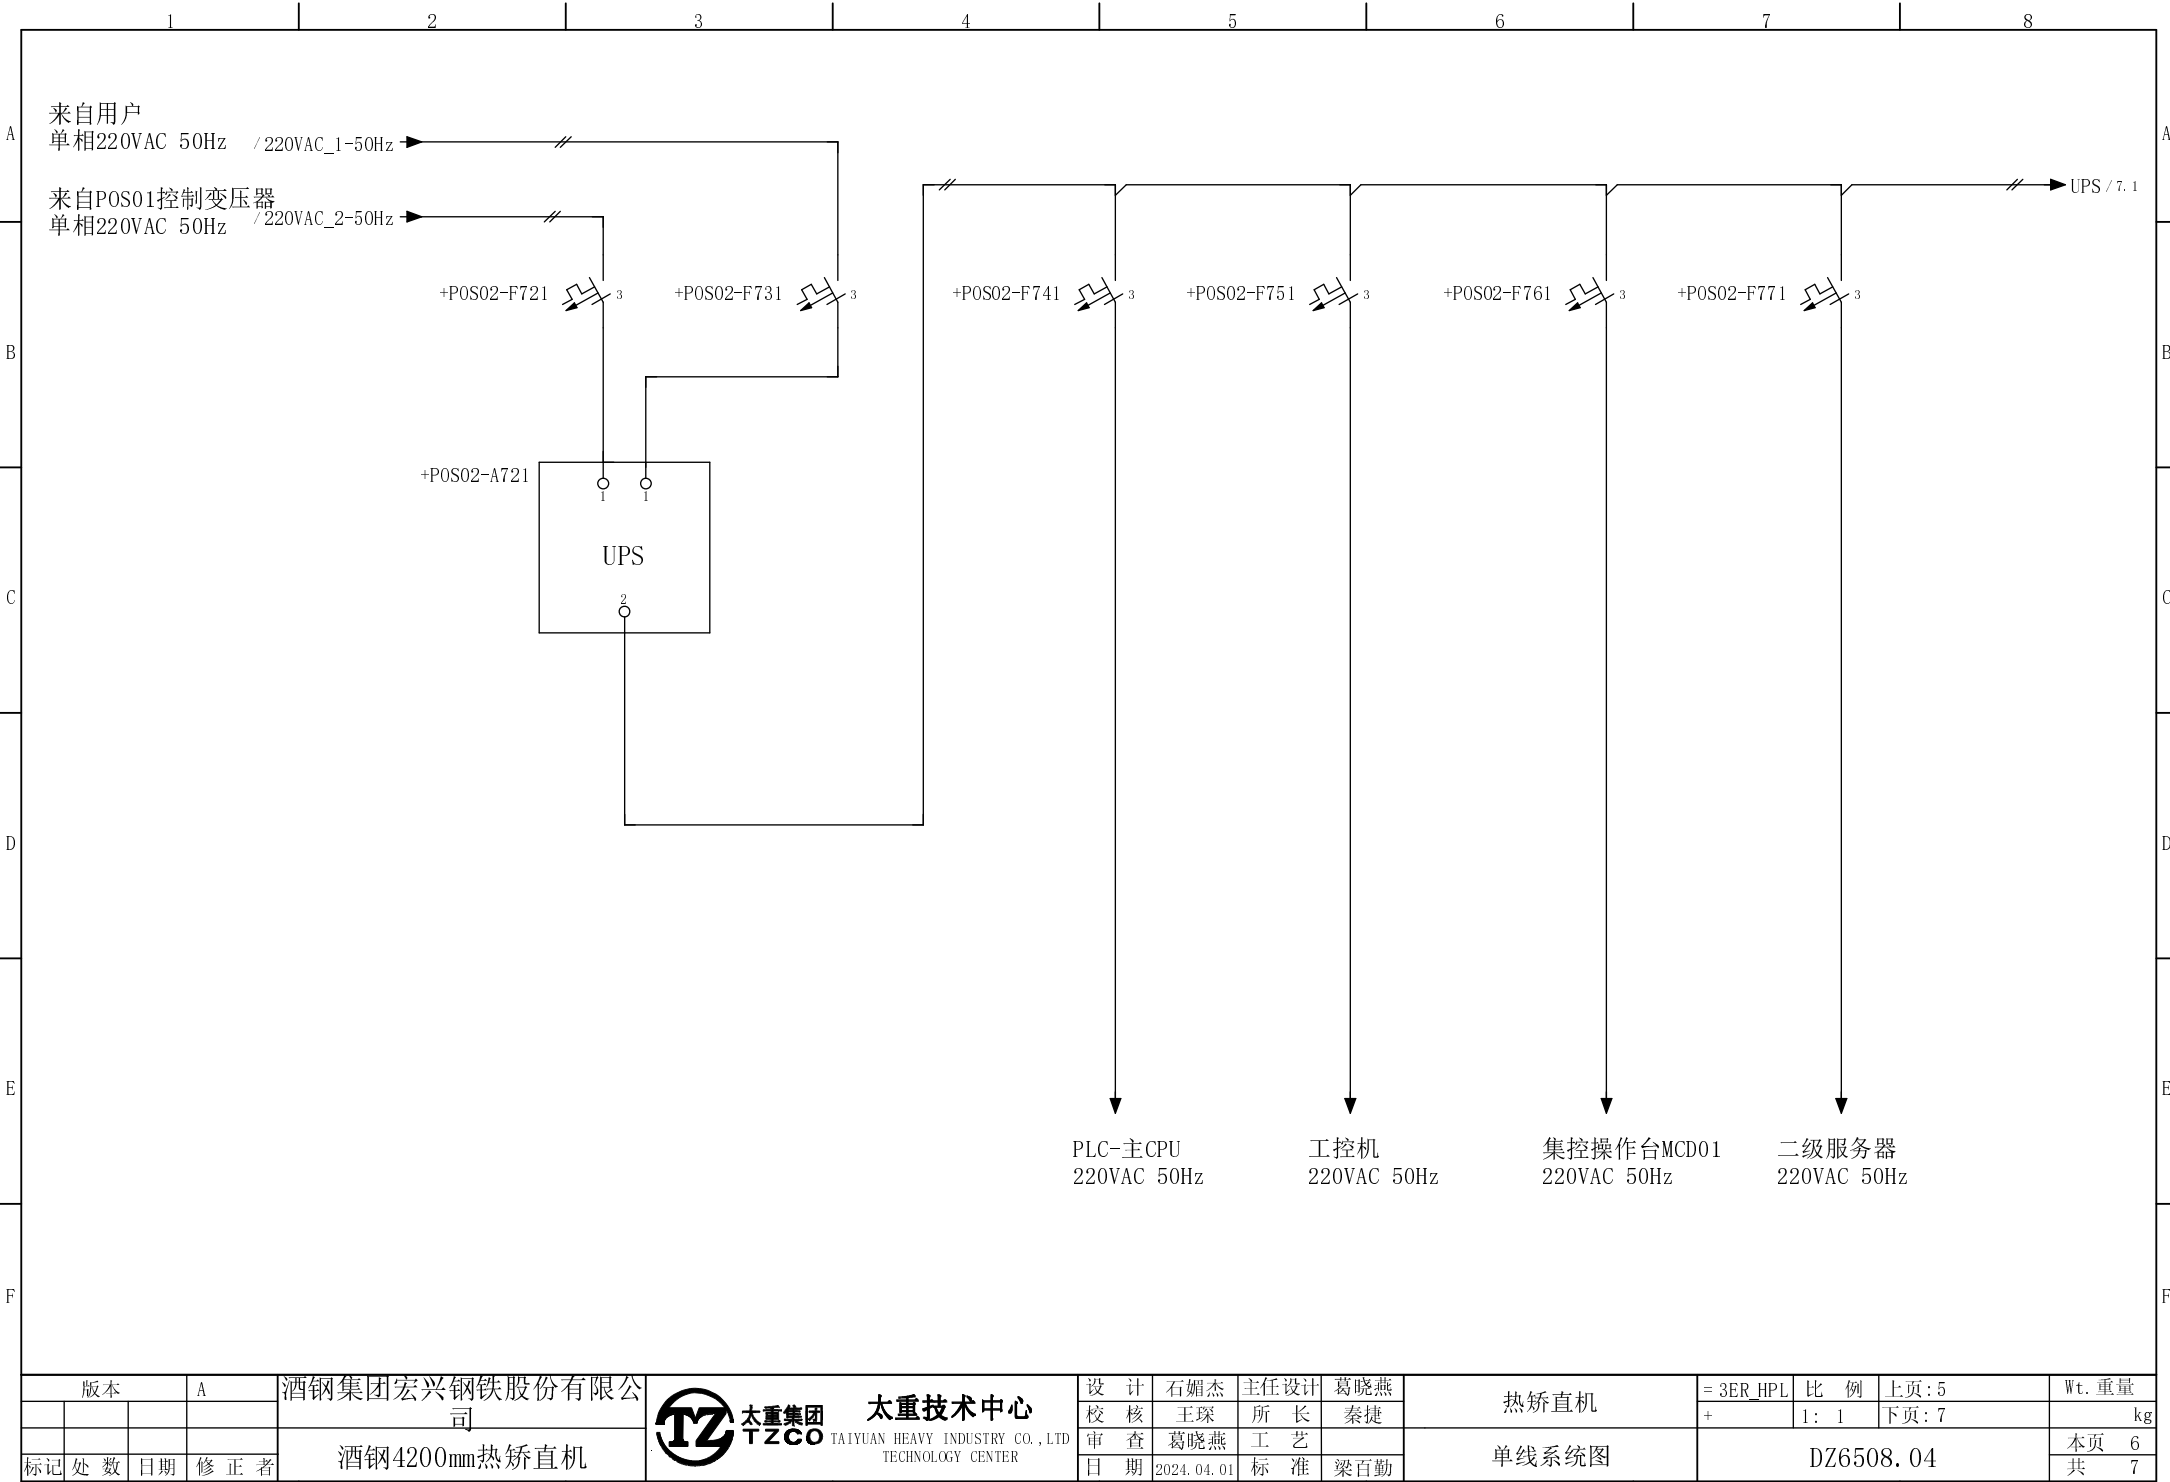 1 2 3 4 5 6 7 8
来自用户
A 单相220VAC 50Hz /220VAC_1-50Hz A
来自POS01控制变压器
单相220VAC 50Hz /220VAC_2-50Hz
UPS/7.1
+POS02-F721 3 +POS02-F731 3 +POS02-F741 3 +POS02-F751 3 +POS02-F761 3 +POS02-F771 3
B B
+POS02-A721
1 1
UPS
2
C C
D D
E E
PLC-主CPU 工控机 集控操作台MCD01 二级服务器
220VAC 50Hz 220VAC 50Hz 220VAC 50Hz 220VAC 50Hz
F F
版本 A
标记 处 数 日期 修 正 者
酒钢集团宏兴钢铁股份有限公
司
酒钢4200mm热矫直机
TZ
太重集团
TZCO
太重技术中心
TAIYUAN HEAVY INDUSTRY CO.,LTD
TECHNOLOGY CENTER
设 计 石媚杰 主任设计 葛晓燕
校 核 王琛 所 长 秦捷
审 查 葛晓燕 工 艺
日 期 2024.04.01 标 准 梁百勤
热矫直机
单线系统图
= 3ER_HPL 比 例 上页:5 Wt.重量
+ 1: 1 下页:7 kg
DZ6508.04
本页 6
共 7